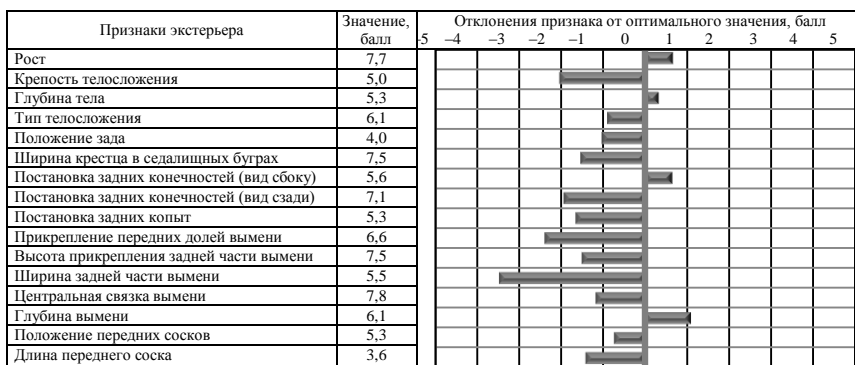 Признаки экстерьера Значение, балл Отклонения признака от оптимального значения, балл
-5 –4 –3 –2 –1 0 1 2 3 4 5
Рост 7,7
Крепость телосложения 5,0
Глубина тела 5,3
Тип телосложения 6,1
Положение зада 4,0
Ширина крестца в седалищных буграх 7,5
Постановка задних конечностей (вид сбоку) 5,6
Постановка задних конечностей (вид сзади) 7,1
Постановка задних копыт 5,3
Прикрепление передних долей вымени 6,6
Высота прикрепления задней части вымени 7,5
Ширина задней части вымени 5,5
Центральная связка вымени 7,8
Глубина вымени 6,1
Положение передних сосков 5,3
Длина переднего соска 3,6